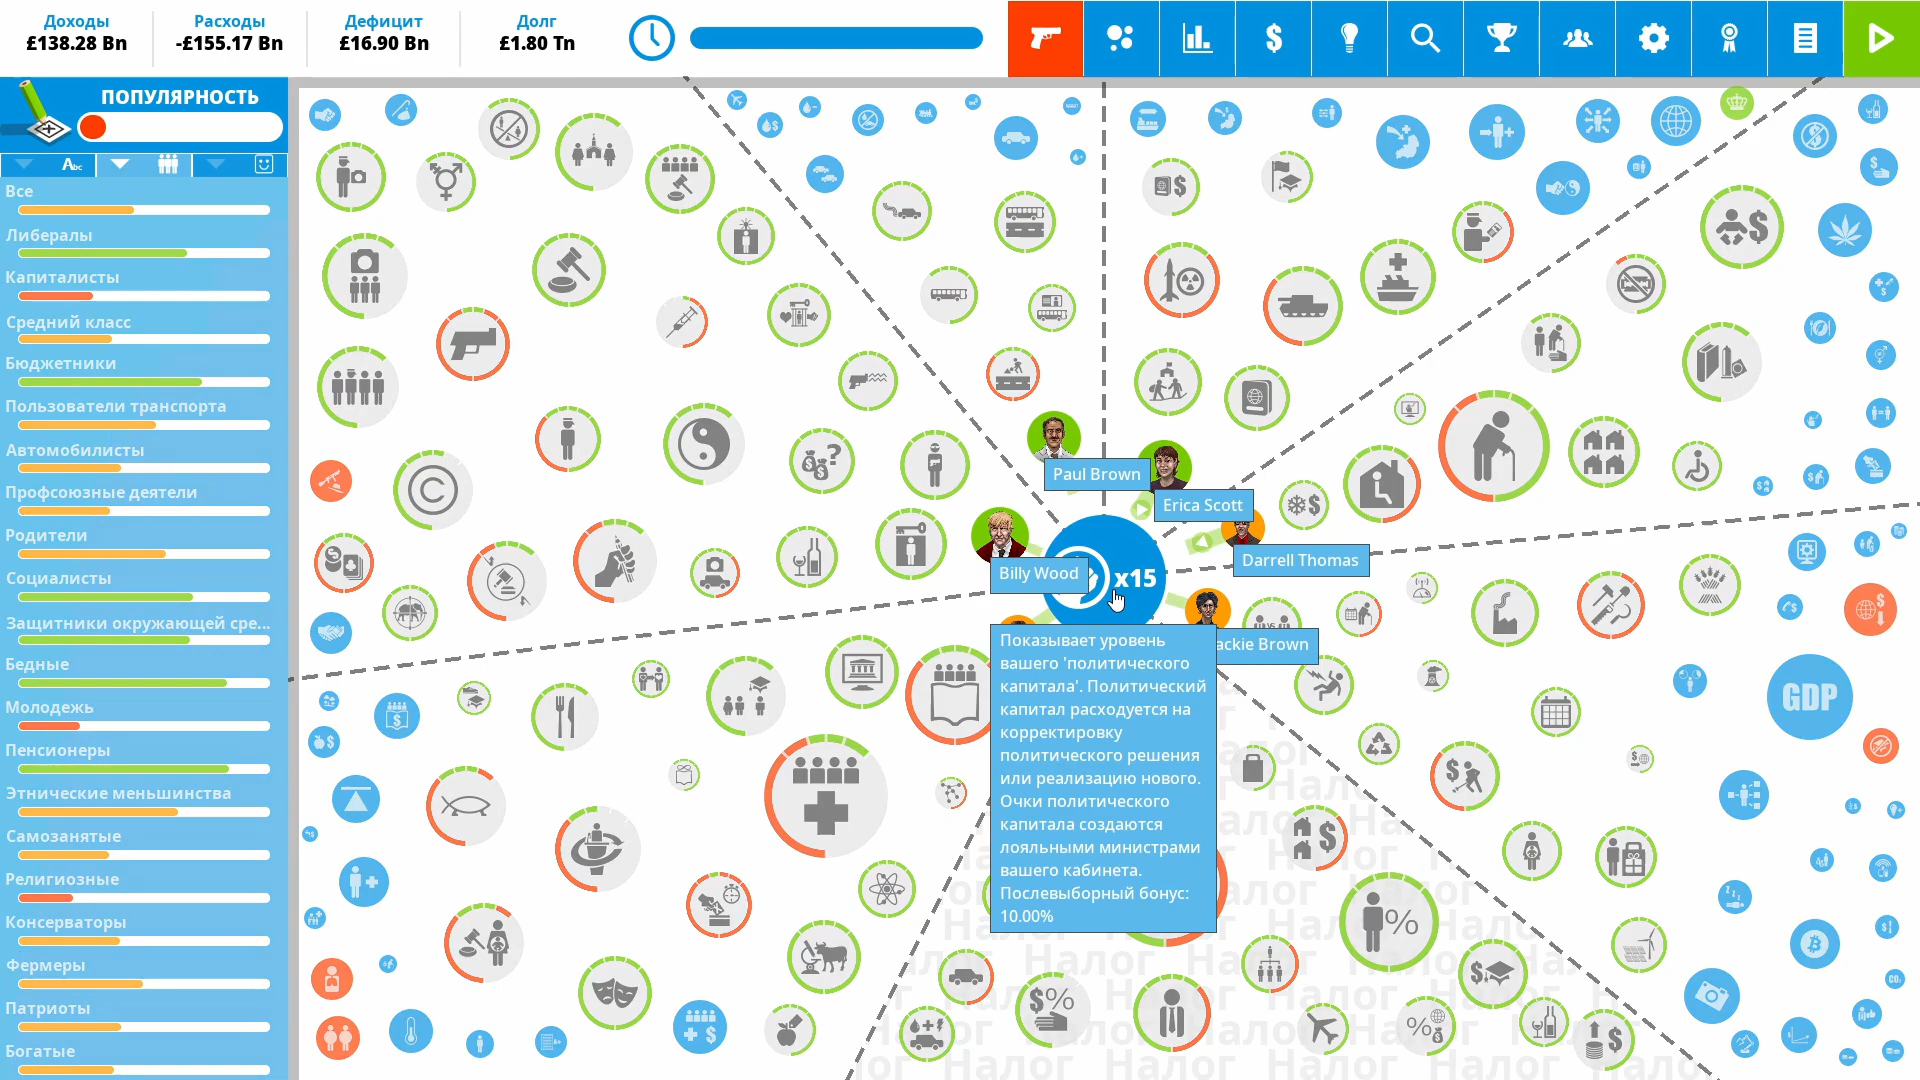 Доходы
£138.28 Bn
Расходы
-£155.17 Bn
Дефицит
£16.90 Bn
Долг
£1.80 Tn
ПОПУЛЯРНОСТЬ
Abc
Все
Либералы
Капиталисты
Средний класс
Бюджетники
Пользователи транспорта
Автомобилисты
Профсоюзные деятели
Родители
Социалисты
Защитники окружающей сре...
Бедные
Молодежь
Пенсионеры
Этнические меньшинства
Самозанятые
Религиозные
Консерваторы
Фермеры
Патриоты
Богатые
Paul Brown
Erica Scott
Darrell Thomas
Billy Wood
x15
ackie Brown
Показывает уровень
вашего 'политического
капитала'. Политический
капитал расходуется на
корректировку
политического решения
или реализацию нового.
Очки политического
капитала создаются
лояльными министрами
вашего кабинета.
Послевыборный бонус:
10.00%
GDP
Налог Налог Налог